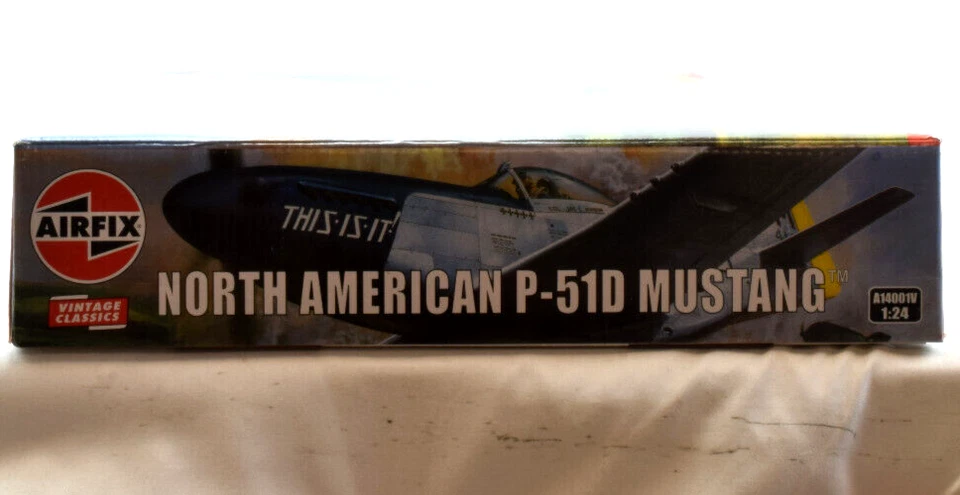 AIRFIX
VINTAGE
CLASSICS
THIS·IS·IT!
NORTH AMERICAN P-51D MUSTANG™
A14001V
1:24